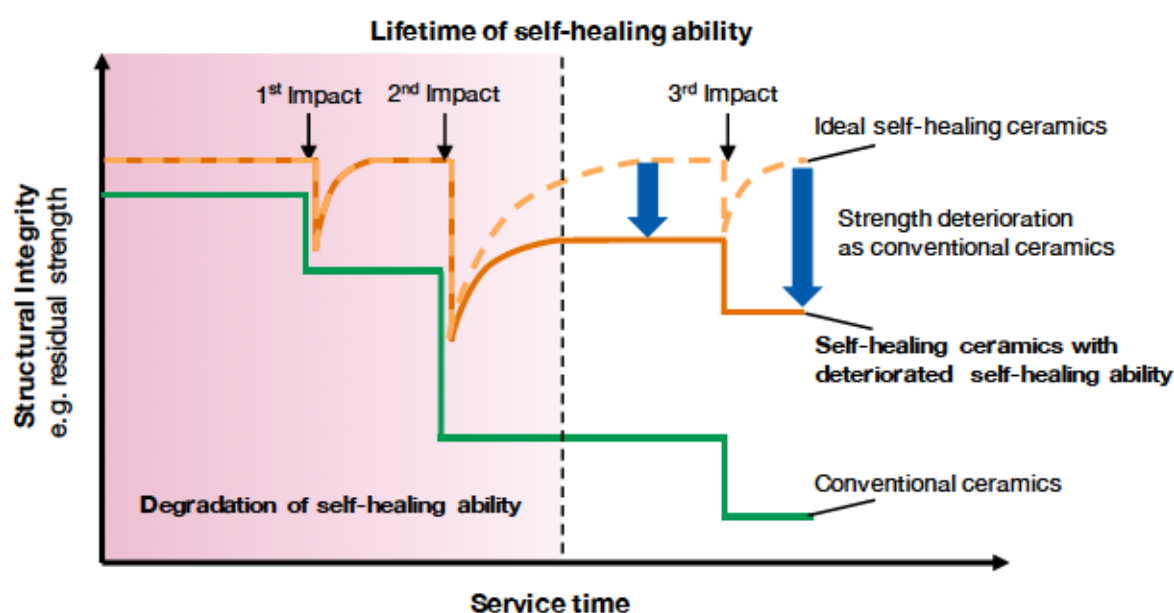 Lifetime of self-healing ability
1st Impact
2nd Impact
3rd Impact
Ideal self-healing ceramics
Structural Integrity
e.g. residual strength
Strength deterioration
as conventional ceramics
Self-healing ceramics with
deteriorated self-healing ability
Degradation of self-healing ability
Conventional ceramics
Service time